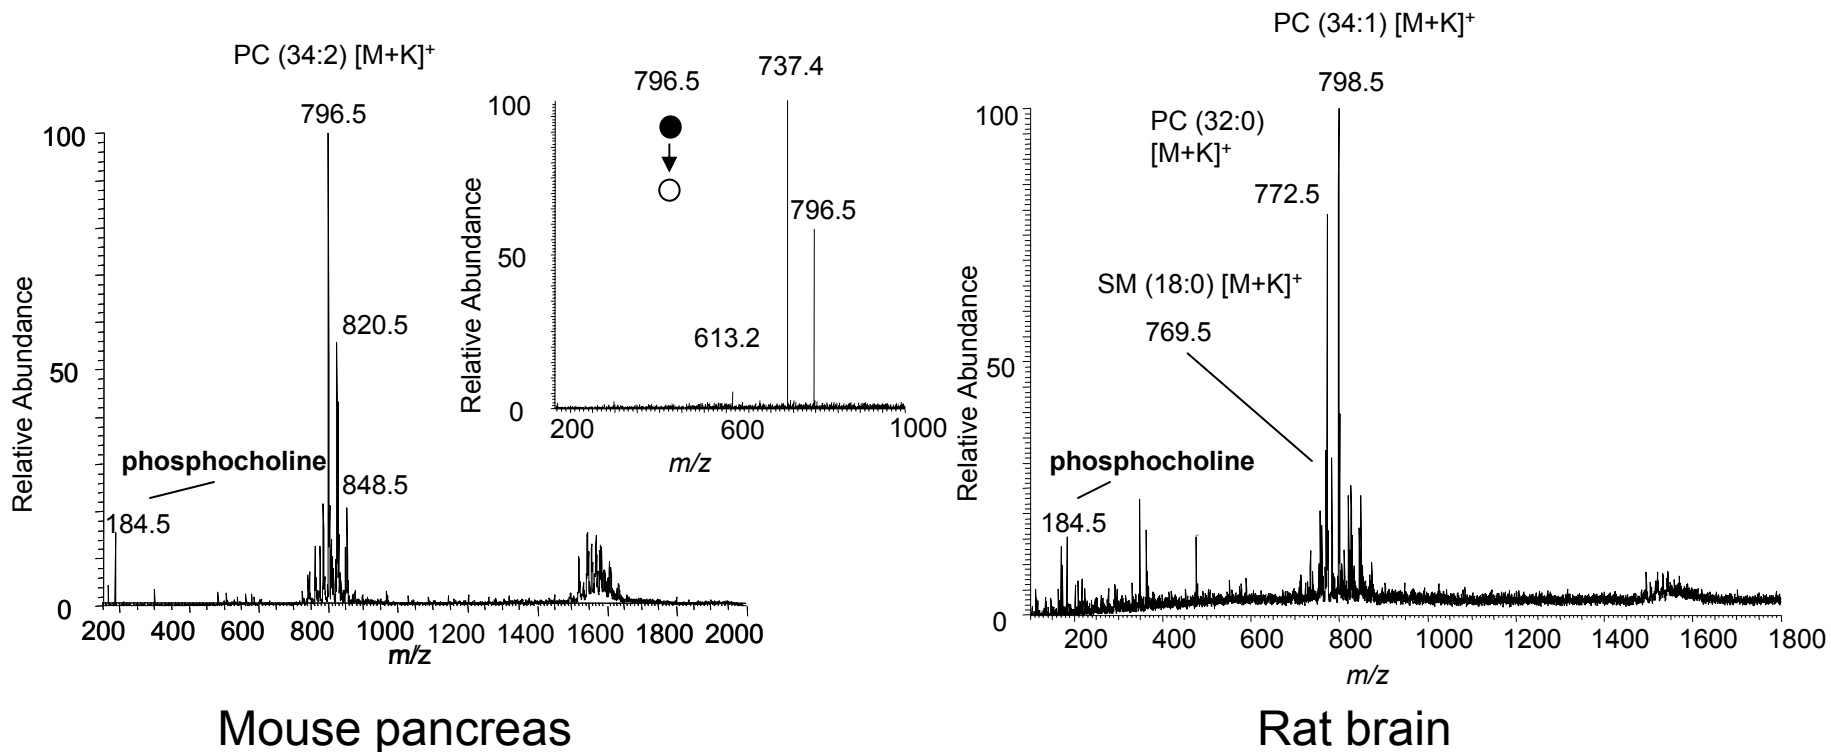 PC (34:2) [M+K]⁺
796.5
100
820.5
50
848.5
phosphocholine
184.5
0
Relative Abundance
200 400 600 800 1000 1200 1400 1600 1800 2000
m/z
796.5
737.4
100
796.5
50
613.2
0
Relative Abundance
200 600 1000
m/z
Mouse pancreas
PC (34:1) [M+K]⁺
798.5
100
PC (32:0)
[M+K]⁺
772.5
SM (18:0) [M+K]⁺
769.5
50
phosphocholine
184.5
0
Relative Abundance
200 400 600 800 1000 1200 1400 1600 1800
m/z
Rat brain